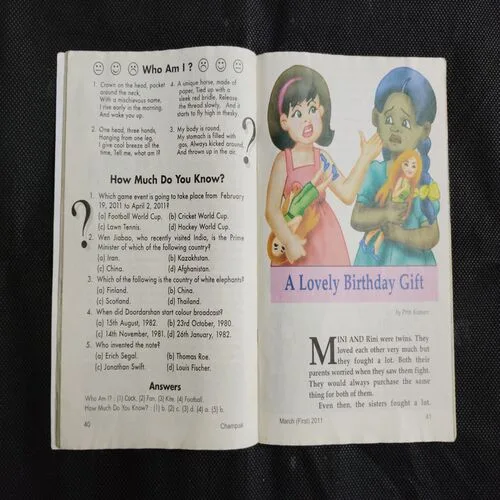 Who Am I ?
1. Crown on the head, pocket
around the neck,
With a mischievous name,
I rise early in the morning.
And wake you up.
2. One head, three hands,
Hanging from one leg.
I give cool breeze all the
time, Tell me, what am I?
4. A unique horse, made of
paper, Tied up with a
sleek red bridle. Release
the thread slowly, And it
starts to fly high in thesky.
3. My body is round,
My stomach is filled with
gas. Always kicked around,
And thrown up in the air.
?
How Much Do You Know?
?
1. Which game event is going to take place from February
19, 2011 to April 2, 2011?
(a) Football World Cup. (b) Cricket World Cup.
(c) Lawn Tennis. (d) Hockey World Cup.
2. Wen Jiabao, who recently visited India, is the Prime
Minister of which of the following country?
(a) Iran. (b) Kazakhstan.
(c) China. (d) Afghanistan.
3. Which of the following is the country of white elephants?
(a) Finland. (b) China.
(c) Scotland. (d) Thailand.
4. When did Doordarshan start colour broadcast?
(a) 15th August, 1982. (b) 23rd October, 1980.
(c) 14th November, 1981. (d) 26th January, 1982.
5. Who invented the note?
(a) Erich Segal. (b) Thomas Roe.
(c) Jonathan Swift. (d) Louis Fischer.
Answers
Who Am I? : (1) Cock, (2) Fan, (3) Kite, (4) Football.
How Much Do You Know? : (1) b. (2) c. (3) d. (4) a. (5) b.
40
Champak
A Lovely Birthday Gift
by
MINI AND Rini were twins. They
loved each other very much but
they fought a lot. Both their
parents worried when they saw them fight.
They would always purchase the same
thing for both of them.
Even then, the sisters fought a lot.
March (First) 2011
41